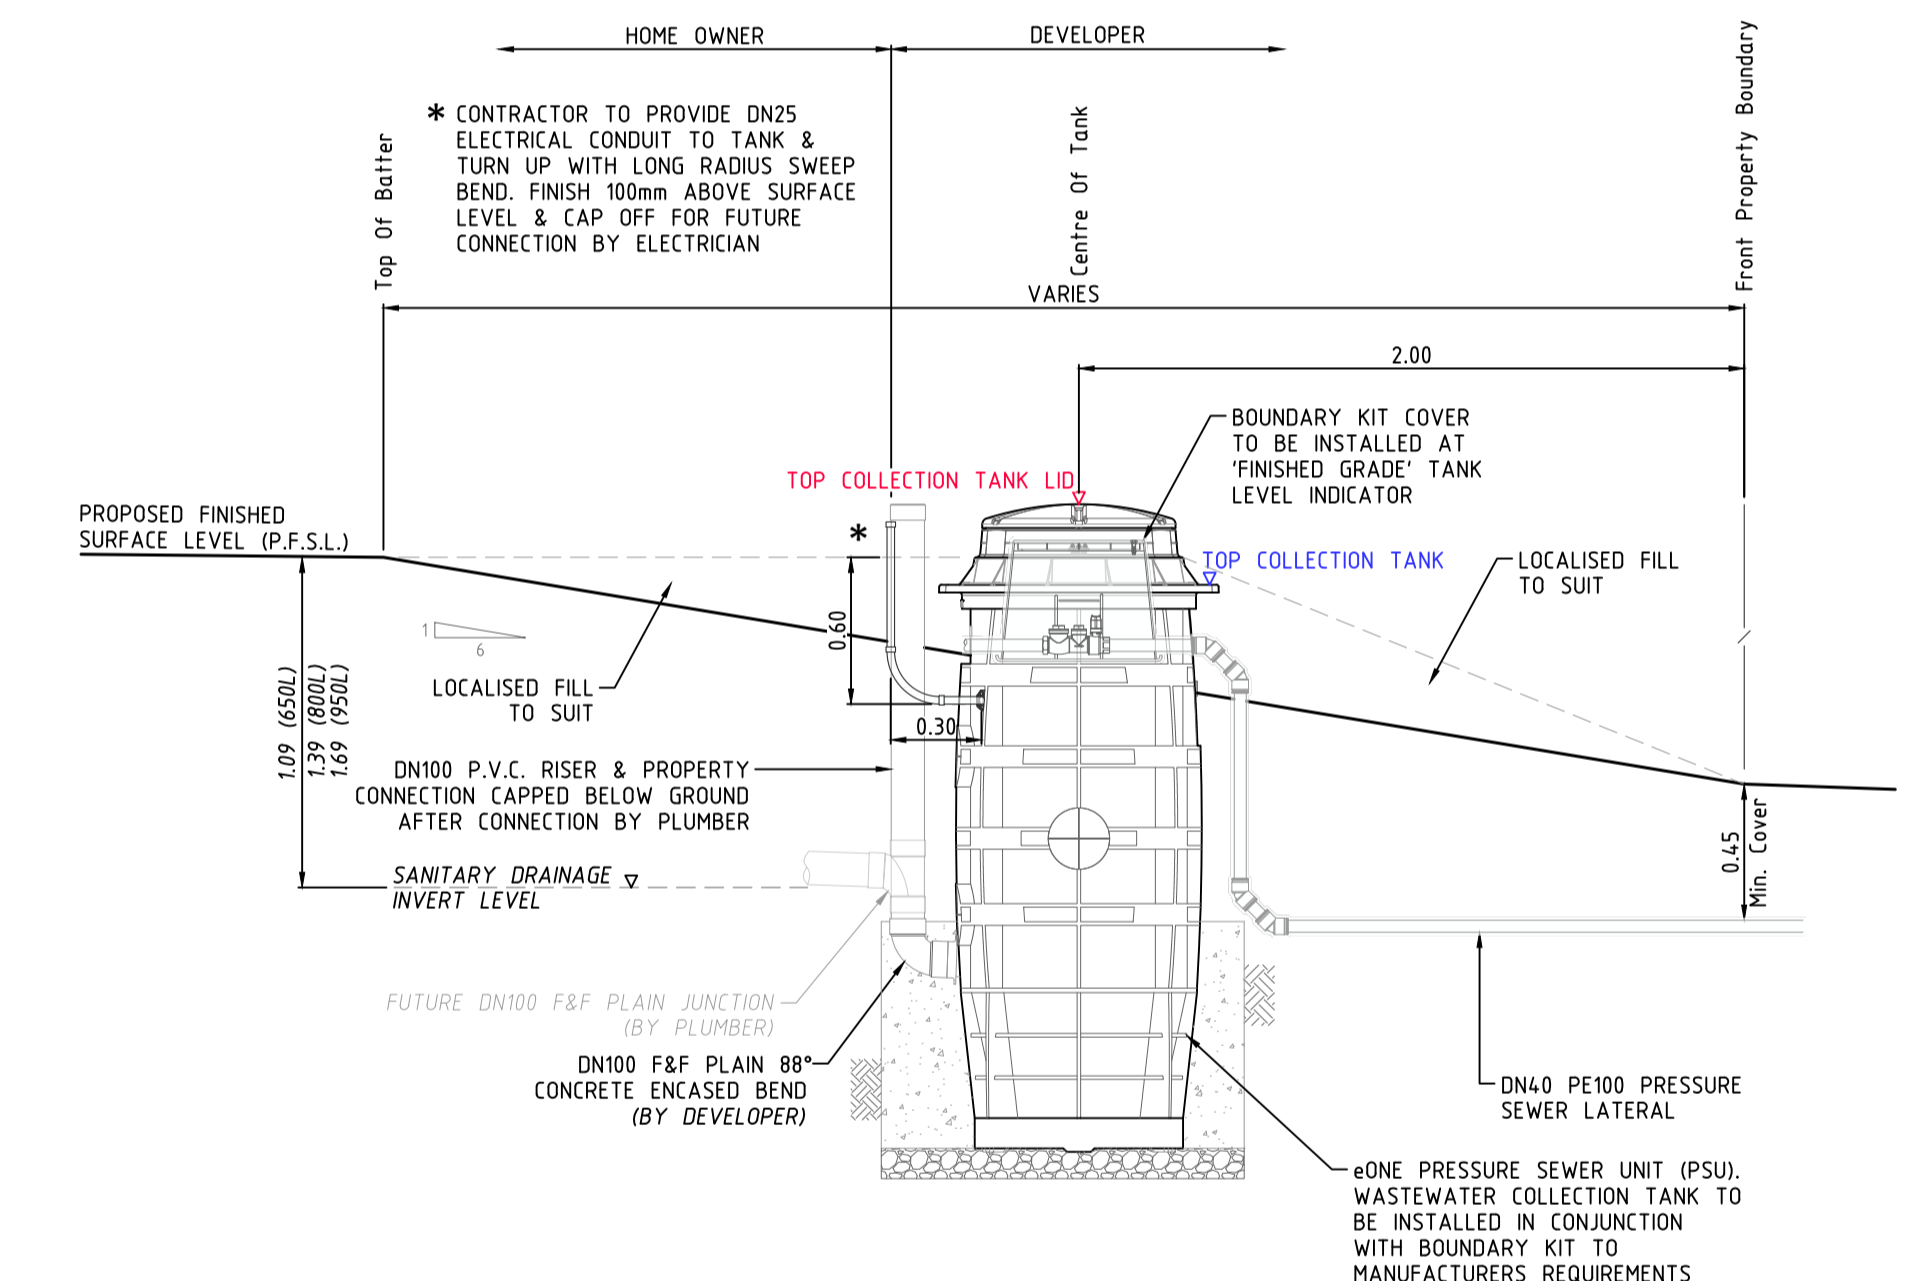 HOME OWNER
DEVELOPER
* CONTRACTOR TO PROVIDE DN25
ELECTRICAL CONDUIT TO TANK &
TURN UP WITH LONG RADIUS SWEEP
BEND. FINISH 100mm ABOVE SURFACE
LEVEL & CAP OFF FOR FUTURE
CONNECTION BY ELECTRICIAN
Top Of Batter
Centre Of Tank
Front Property Boundary
VARIES
2.00
BOUNDARY KIT COVER
TO BE INSTALLED AT
'FINISHED GRADE' TANK
LEVEL INDICATOR
TOP COLLECTION TANK LID
PROPOSED FINISHED
SURFACE LEVEL (P.F.S.L.)
*
TOP COLLECTION TANK
LOCALISED FILL
TO SUIT
1
6
0.60
LOCALISED FILL
TO SUIT
1.09 (650L)
1.39 (800L)
1.69 (950L)
0.30
DN100 P.V.C. RISER & PROPERTY
CONNECTION CAPPED BELOW GROUND
AFTER CONNECTION BY PLUMBER
0.45
Min. Cover
SANITARY DRAINAGE
INVERT LEVEL
FUTURE DN100 F&F PLAIN JUNCTION
(BY PLUMBER)
DN100 F&F PLAIN 88°
CONCRETE ENCASED BEND
(BY DEVELOPER)
DN40 PE100 PRESSURE
SEWER LATERAL
eONE PRESSURE SEWER UNIT (PSU).
WASTEWATER COLLECTION TANK TO
BE INSTALLED IN CONJUNCTION
WITH BOUNDARY KIT TO
MANUFACTURERS REQUIREMENTS